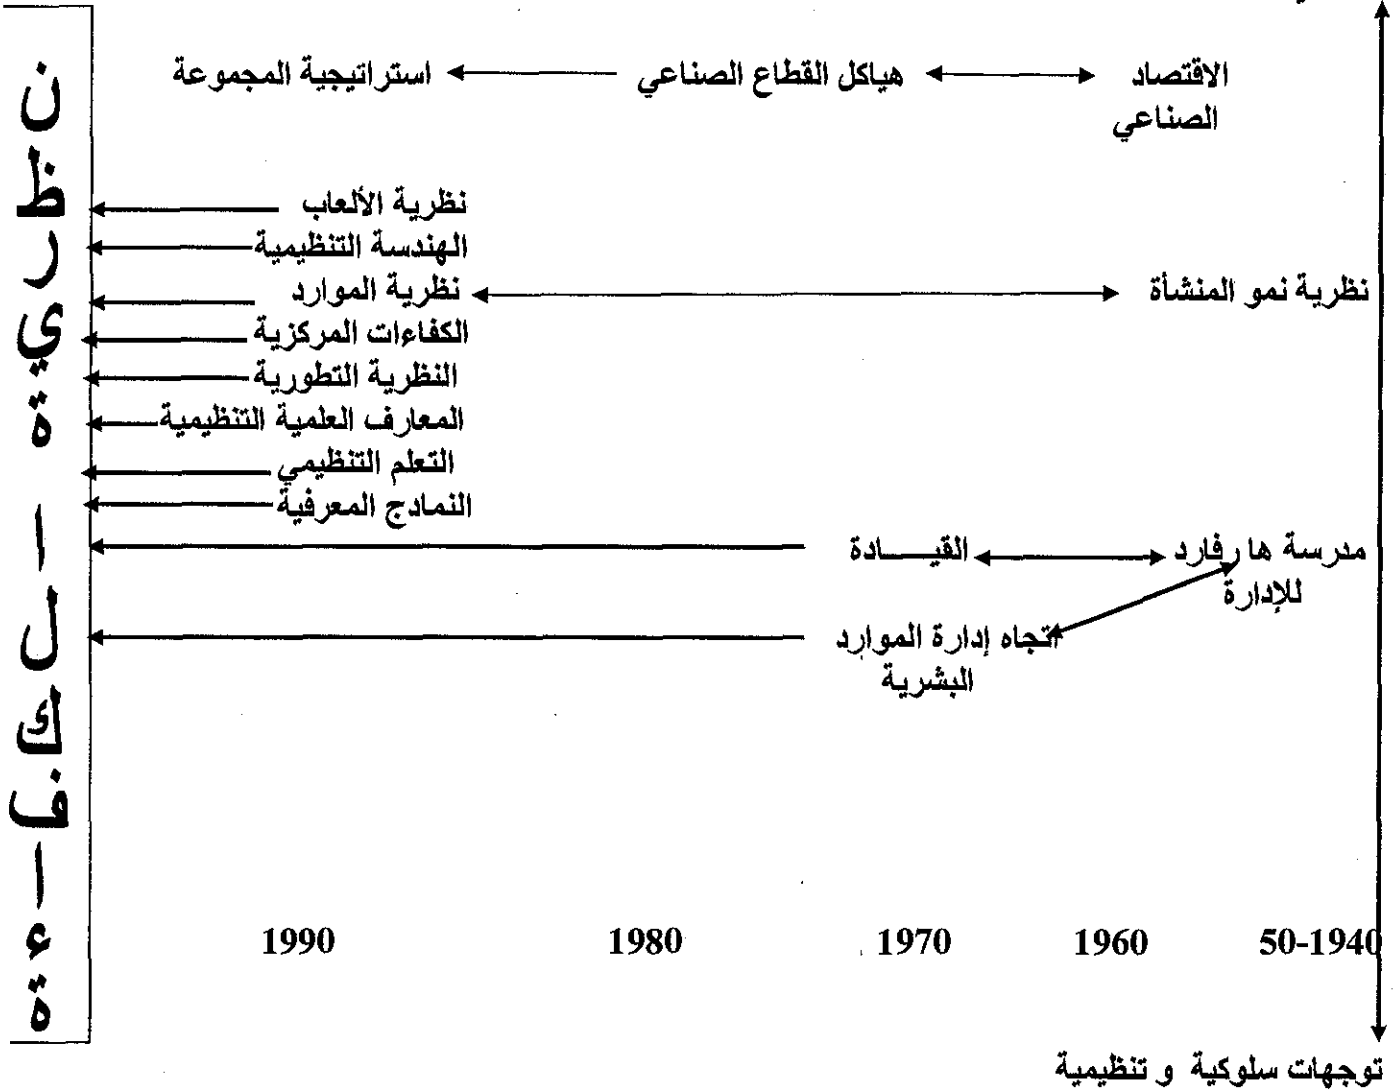 الاقتصاد ↔ هياكل القطاع الصناعي ← استراتيجية المجموعة
الصناعي
نظرية الألعاب
الهندسة التنظيمية
نظرية نمو المنشأة ↔ نظرية الموارد
الكفاءات المركزية
النظرية التطورية
المعارف العلمية التنظيمية
التعلم التنظيمي
النمادج المعرفية
مدرسة هارفارد ↔ القيـــادة
للإدارة
اتجاه إدارة الموارد
البشرية
50-1940 1960 1970 1980 1990
توجهات سلوكية و تنظيمية
ن ظ ر ي ة ا ل ك ف ا ء ة